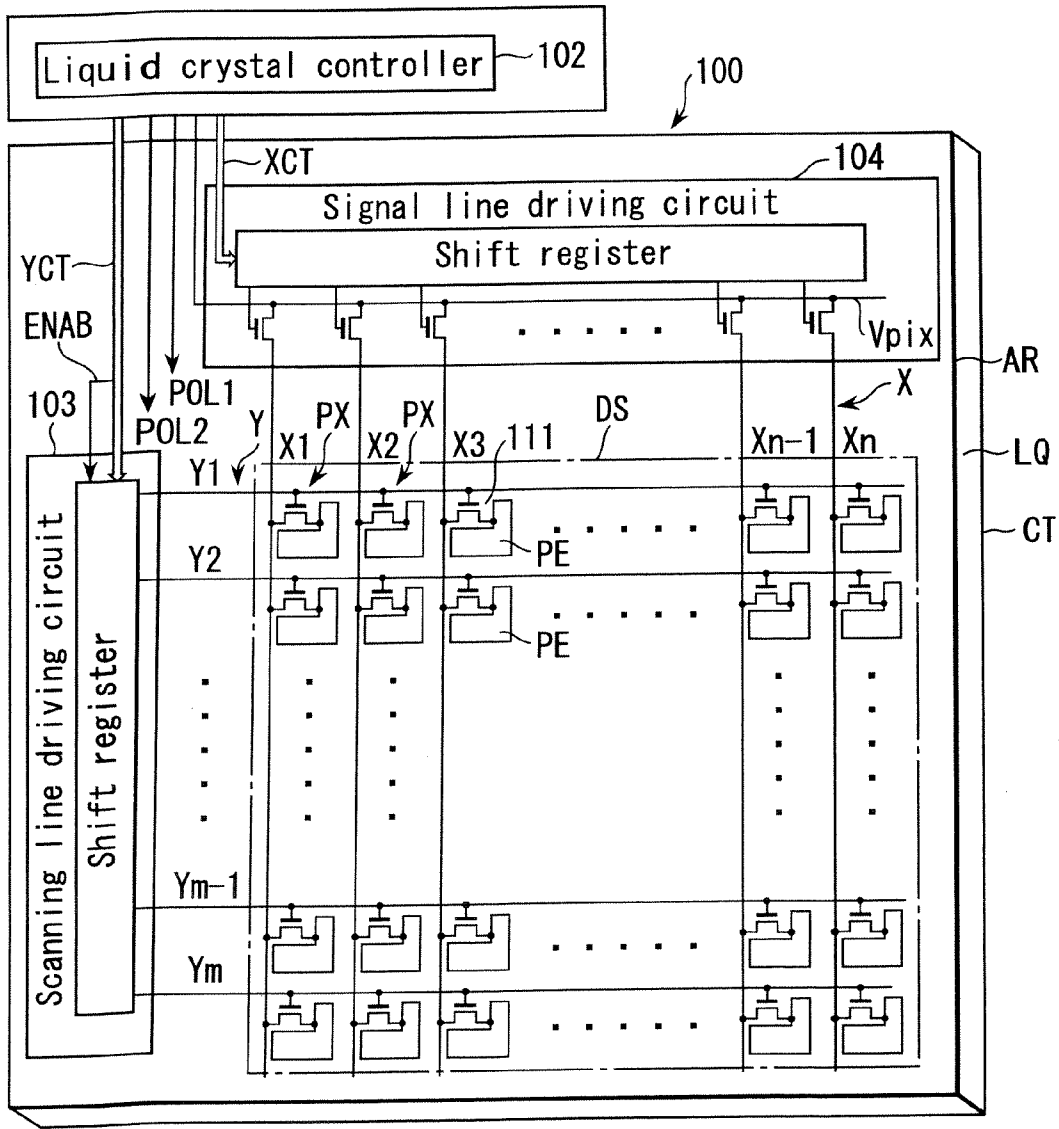 Liquid crystal controller
102
100
XCT
104
Signal line driving circuit
Shift register
YCT
ENAB
Vpix
AR
POL1
X
103
POL2
Y
PX
PX
DS
X1
X2
X3
111
Xn-1
Xn
LQ
Y1
CT
PE
Y2
PE
Scanning line driving circuit
Shift register
Ym-1
Ym